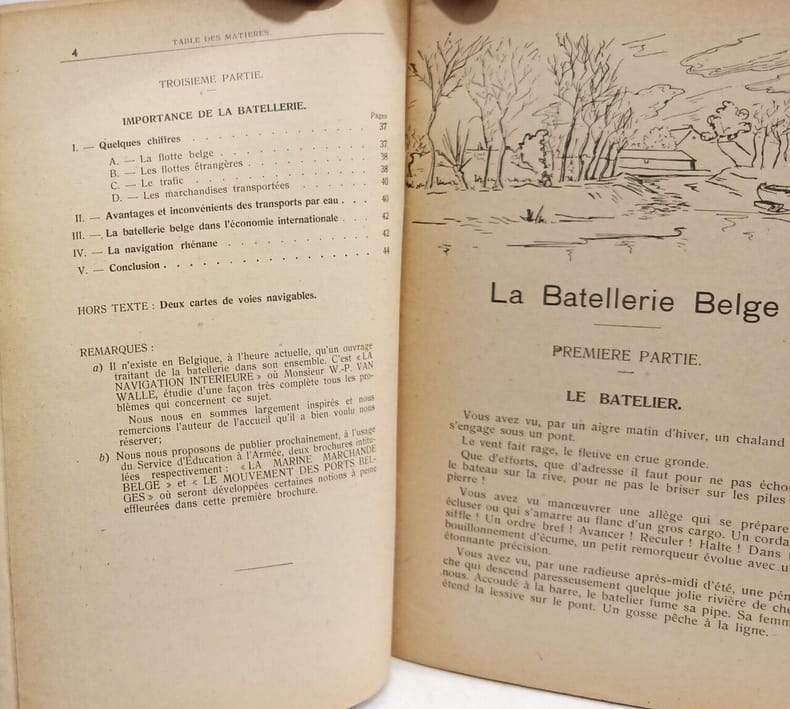 4
TABLE DES MATIERES.
TROISIEME PARTIE.
IMPORTANCE DE LA BATELLERIE.
Pages
I. — Quelques chiffres . . . . . . . . . . 37
A. — La flotte belge . . . . . . . . . . 37
B. — Les flottes étrangères . . . . . . . . 38
C. — Le trafic . . . . . . . . . . 38
D. — Les marchandises transportées . . . . . 40
II. — Avantages et inconvénients des transports par eau . . . 40
III. — La batellerie belge dans l'économie internationale . . . 42
IV. — La navigation rhénane . . . . . . . . 42
V. — Conclusion . . . . . . . . . . 44
HORS TEXTE : Deux cartes de voies navigables.
REMARQUES :
a) Il n'existe en Belgique, à l'heure actuelle, qu'un ouvrage
traitant de la batellerie dans son ensemble. C'est « LA
NAVIGATION INTERIEURE » où Monsieur W.-P. VAN
WALLE, étudie d'une façon très complète tous les pro-
blèmes qui concernent ce sujet.
Nous nous en sommes largement inspirés et nous
remercions l'auteur de l'accueil qu'il a bien voulu nous
réserver;
b) Nous nous proposons de publier prochainement, à l'usage
du Service d'Éducation à l'Armée, deux brochures intitu-
lées respectivement : « LA MARINE MARCHANDE
BELGE » et « LE MOUVEMENT DES PORTS BEL-
GES » où seront développées certaines notions à peine
effleurées dans cette première brochure.
La Batellerie Belge
PREMIERE PARTIE.
LE BATELIER.
Vous avez vu, par un aigre matin d'hiver, un chaland
s'engage sous un pont.
Le vent fait rage, le fleuve en crue gronde.
Que d'efforts, que d'adresse il faut pour ne pas écho
le bateau sur la rive, pour ne pas le briser sur les piles
pierre !
Vous avez vu manœuvrer une allège qui se prépare
écluser ou qui s'amarre au flanc d'un gros cargo. Un corda
siffle ! Un ordre bref ! Avancer ! Reculer ! Halte ! Dans
bouillonnement d'écume, un petit remorqueur évolue avec u
étonnante précision.
Vous avez vu, par une radieuse après-midi d'été, une pén
che qui descend paresseusement quelque jolie rivière de che
nous. Accoudé à la barre, le batelier fume sa pipe. Sa femm
étend la lessive sur le pont. Un gosse pêche à la ligne.